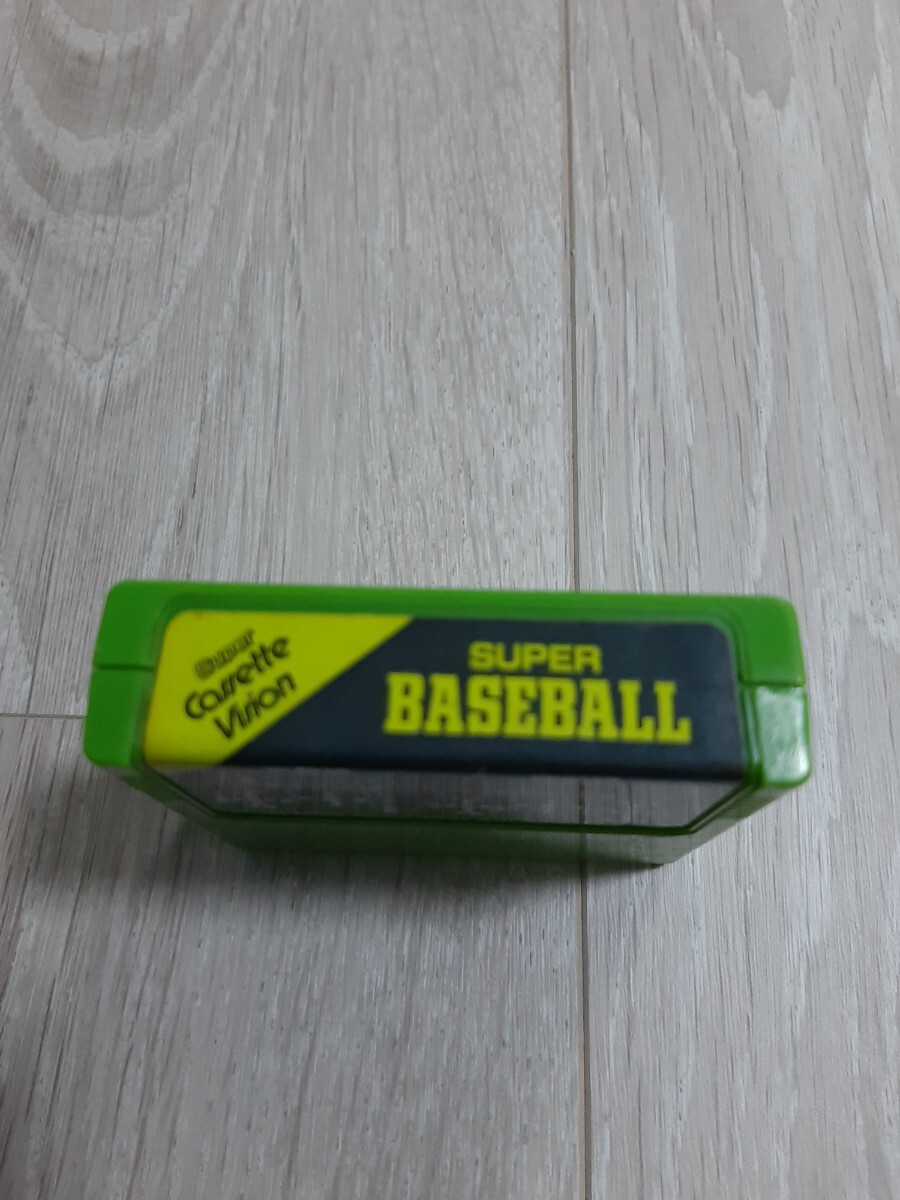 Super
Cassette
Vision
SUPER
BASEBALL